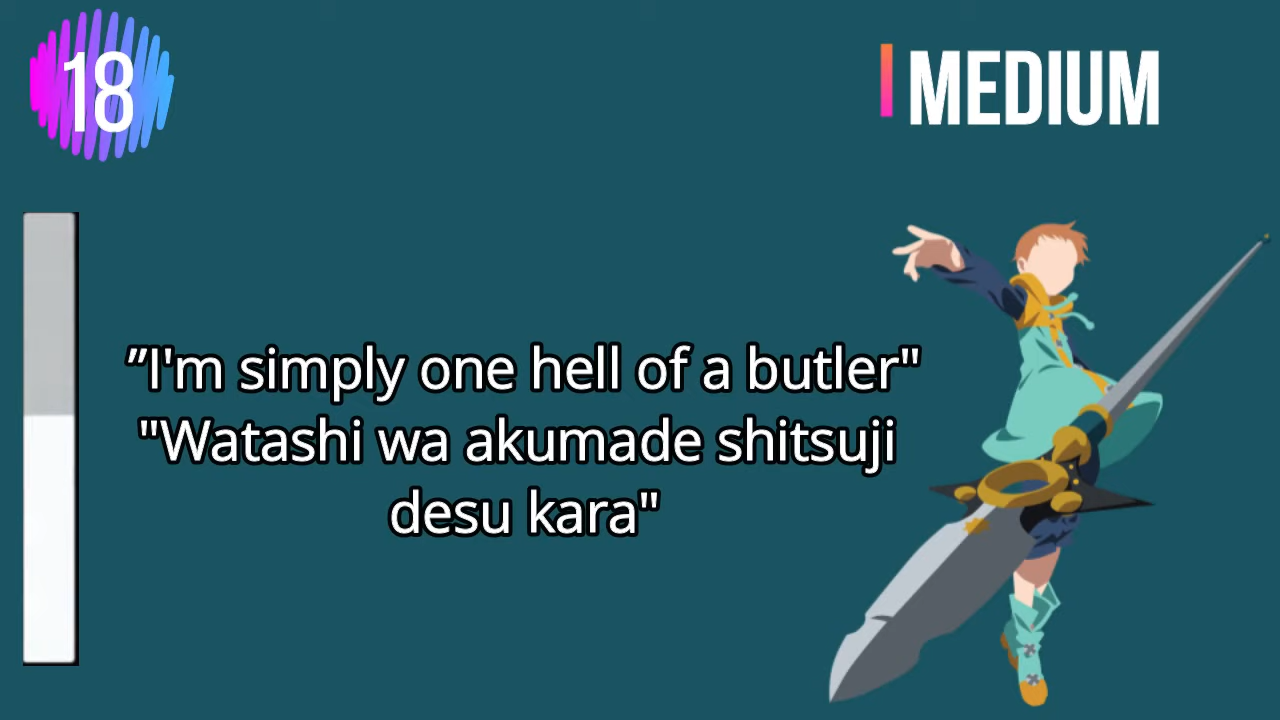 18
MEDIUM
”I'm simply one hell of a butler"
"Watashi wa akumade shitsuji
desu kara"